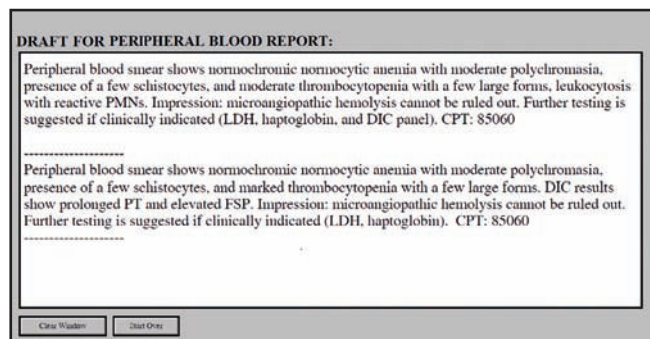 DRAFT FOR PERIPHERAL BLOOD REPORT:
Peripheral blood smear shows normochromic normocytic anemia with moderate polychromasia,
presence of a few schistocytes, and moderate thrombocytopenia with a few large forms, leukocytosis
with reactive PMNs. Impression: microangiopathic hemolysis cannot be ruled out. Further testing is
suggested if clinically indicated (LDH, haptoglobin, and DIC panel). CPT: 85060
--------------------
Peripheral blood smear shows normochromic normocytic anemia with moderate polychromasia,
presence of a few schistocytes, and marked thrombocytopenia with a few large forms. DIC results
show prolonged PT and elevated FSP. Impression: microangiopathic hemolysis cannot be ruled out.
Further testing is suggested if clinically indicated (LDH, haptoglobin). CPT: 85060
--------------------
Clear Window Start Over